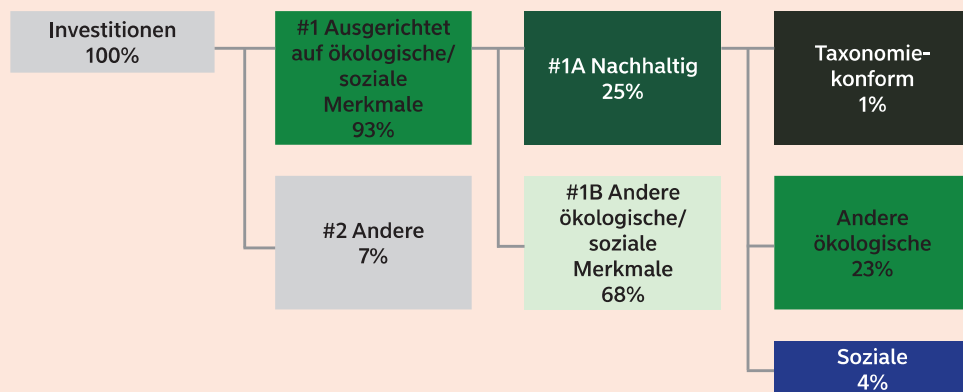 Investitionen
100%
#1 Ausgerichtet
auf ökologische/
soziale
Merkmale
93%
#2 Andere
7%
#1A Nachhaltig
25%
#1B Andere
ökologische/
soziale
Merkmale
68%
Taxonomie-
konform
1%
Andere
ökologische
23%
Soziale
4%